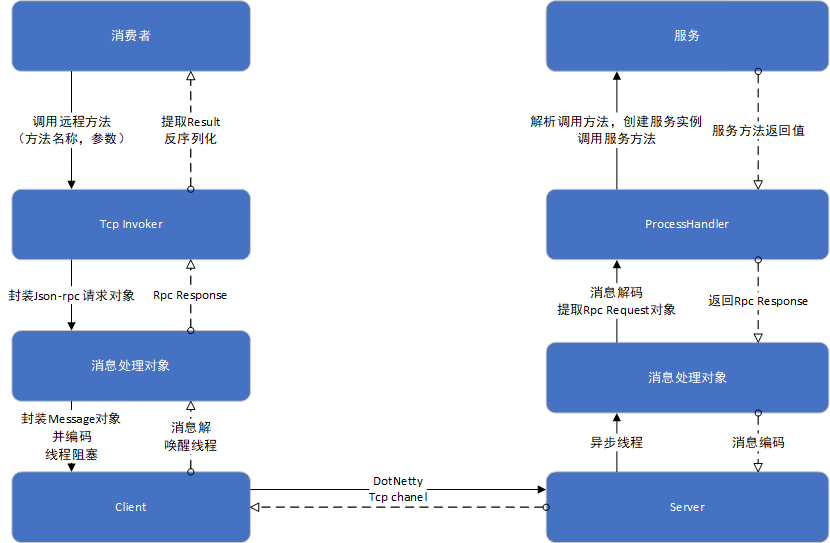 消费者
服务
调用远程方法
（方法名称，参数）
提取Result
反序列化
解析调用方法，创建服务实例
调用服务方法
服务方法返回值
Tcp Invoker
ProcessHandler
封装Json-rpc 请求对象
Rpc Response
消息解码
提取Rpc Request对象
返回Rpc Response
消息处理对象
消息处理对象
封装Message对象
并编码
线程阻塞
消息解
唤醒线程
异步线程
消息编码
Client
DotNetty
Tcp chanel
Server